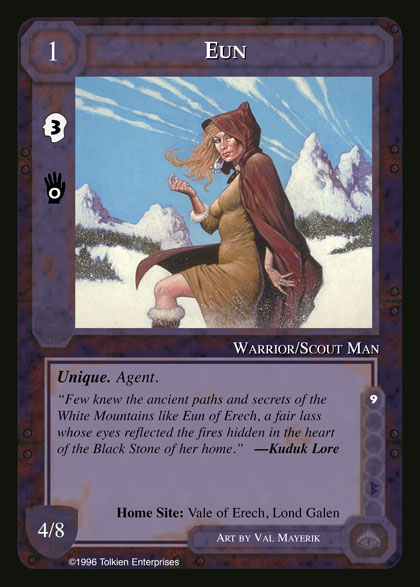 1
Eun
3
Warrior/Scout Man
Unique. Agent.
“Few knew the ancient paths and secrets of the
White Mountains like Eun of Erech, a fair lass
whose eyes reflected the fires hidden in the heart
of the Black Stone of her home.” —Kuduk Lore
9
Home Site: Vale of Erech, Lond Galen
4/8
Art by Val Mayerik
©1996 Tolkien Enterprises